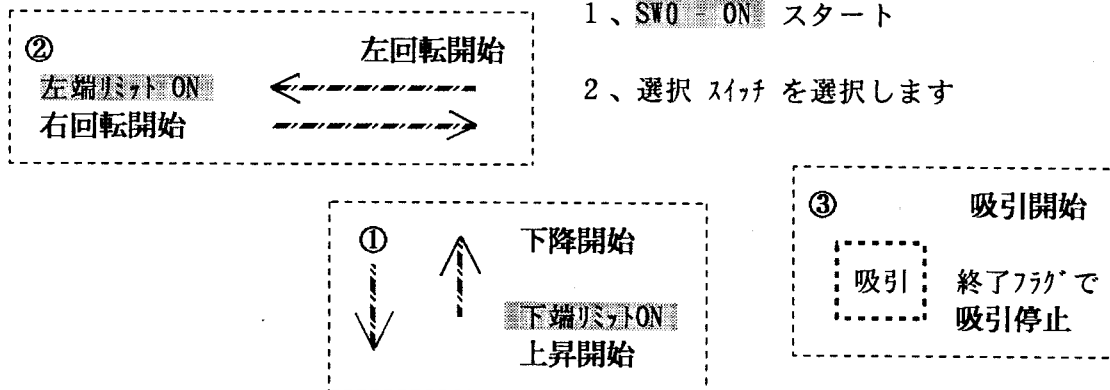 1、SW0 = ON スタート
2、選択 スイッチ を選択します
②
左回転開始
左端リミット ON
右回転開始
①
下降開始
下端リミットON
上昇開始
③
吸引開始
吸引
終了フラグで
吸引停止